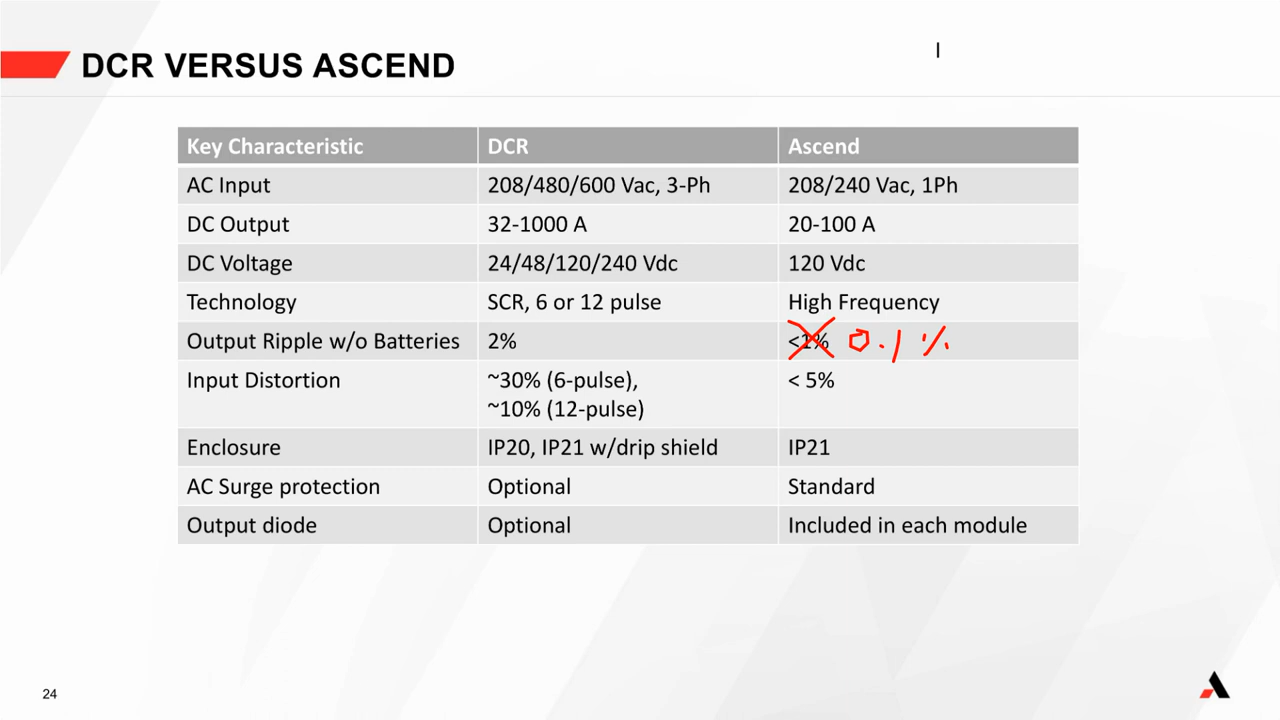 DCR VERSUS ASCEND
Key Characteristic DCR Ascend
AC Input 208/480/600 Vac, 3-Ph 208/240 Vac, 1Ph
DC Output 32-1000 A 20-100 A
DC Voltage 24/48/120/240 Vdc 120 Vdc
Technology SCR, 6 or 12 pulse High Frequency
Output Ripple w/o Batteries 2% <1% 0.1%
Input Distortion ~30% (6-pulse), < 5%
~10% (12-pulse)
Enclosure IP20, IP21 w/drip shield IP21
AC Surge protection Optional Standard
Output diode Optional Included in each module
24